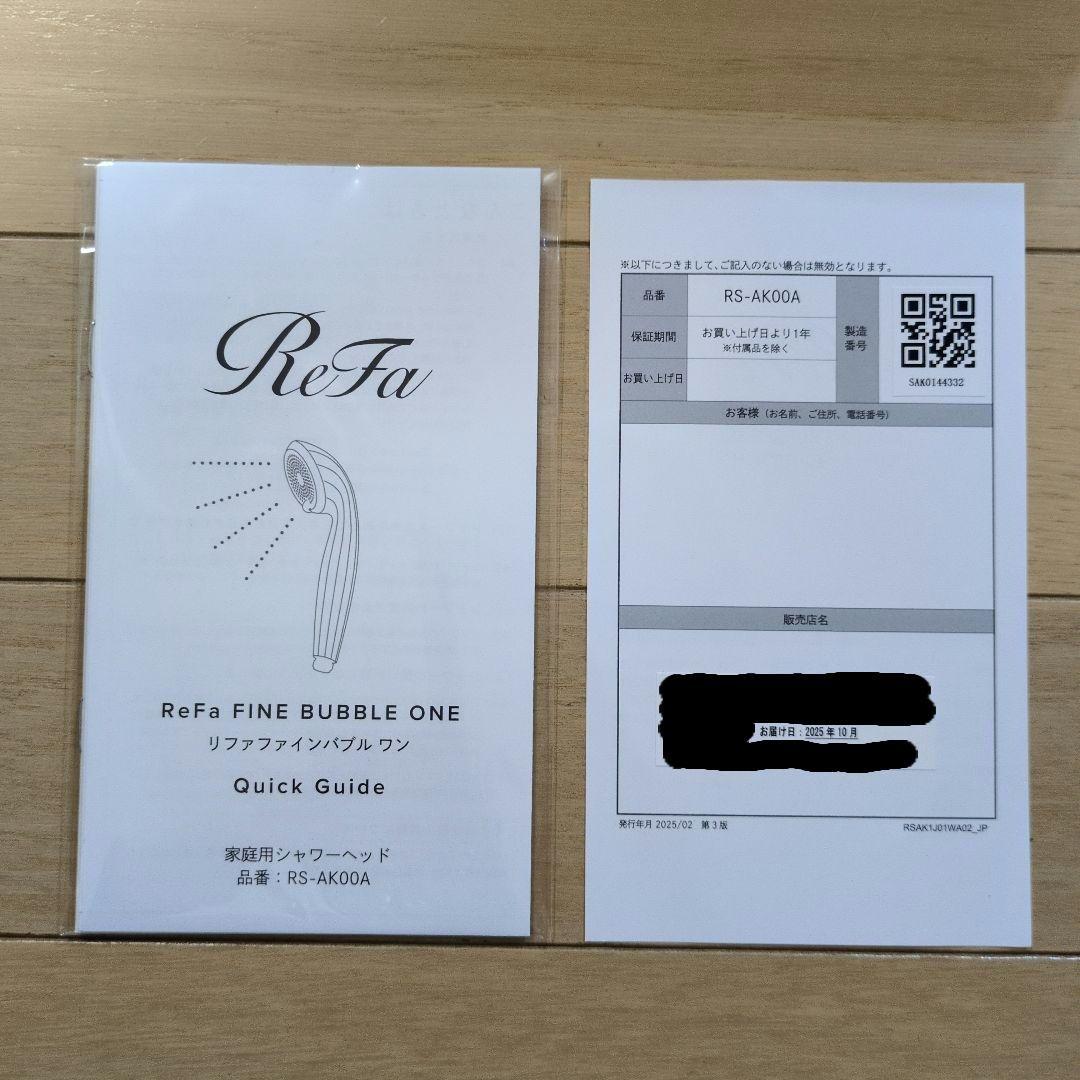 ReFa
ReFa FINE BUBBLE ONE
リファファインバブル ワン
Quick Guide
家庭用シャワーヘッド
品番：RS-AK00A
※以下につきまして、ご記入のない場合は無効となります。
品番
RS-AK00A
保証期間
お買い上げ日より1年
※付属品を除く
お買い上げ日
製造
番号
SAK0144332
お客様（お名前、ご住所、電話番号）
販売店名
お届け日：2025年10月
発行年月 2025/02 第3版
RSAK1J01WA02_JP